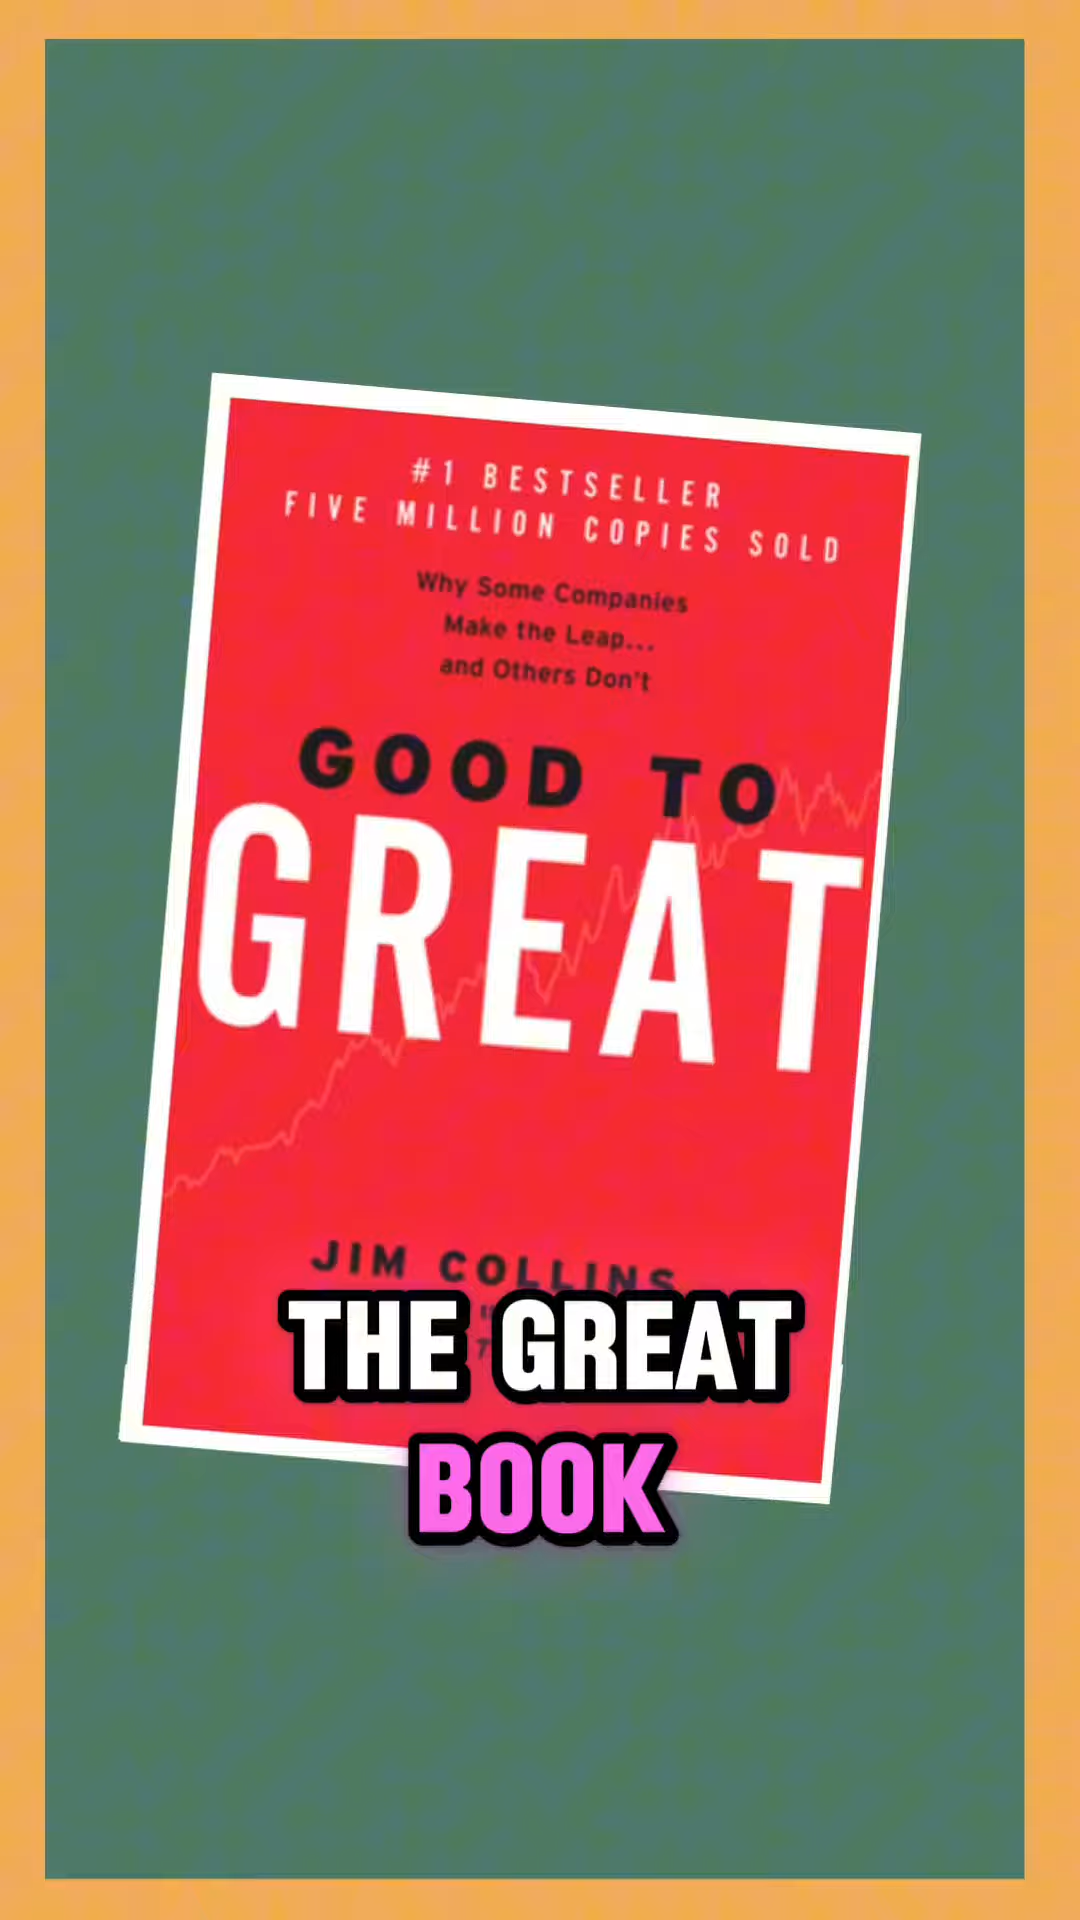 #1 BESTSELLER
FIVE MILLION COPIES SOLD
Why Some Companies
Make the Leap...
and Others Don't
GOOD TO
GREAT
JIM COLLINS
THE GREAT
BOOK